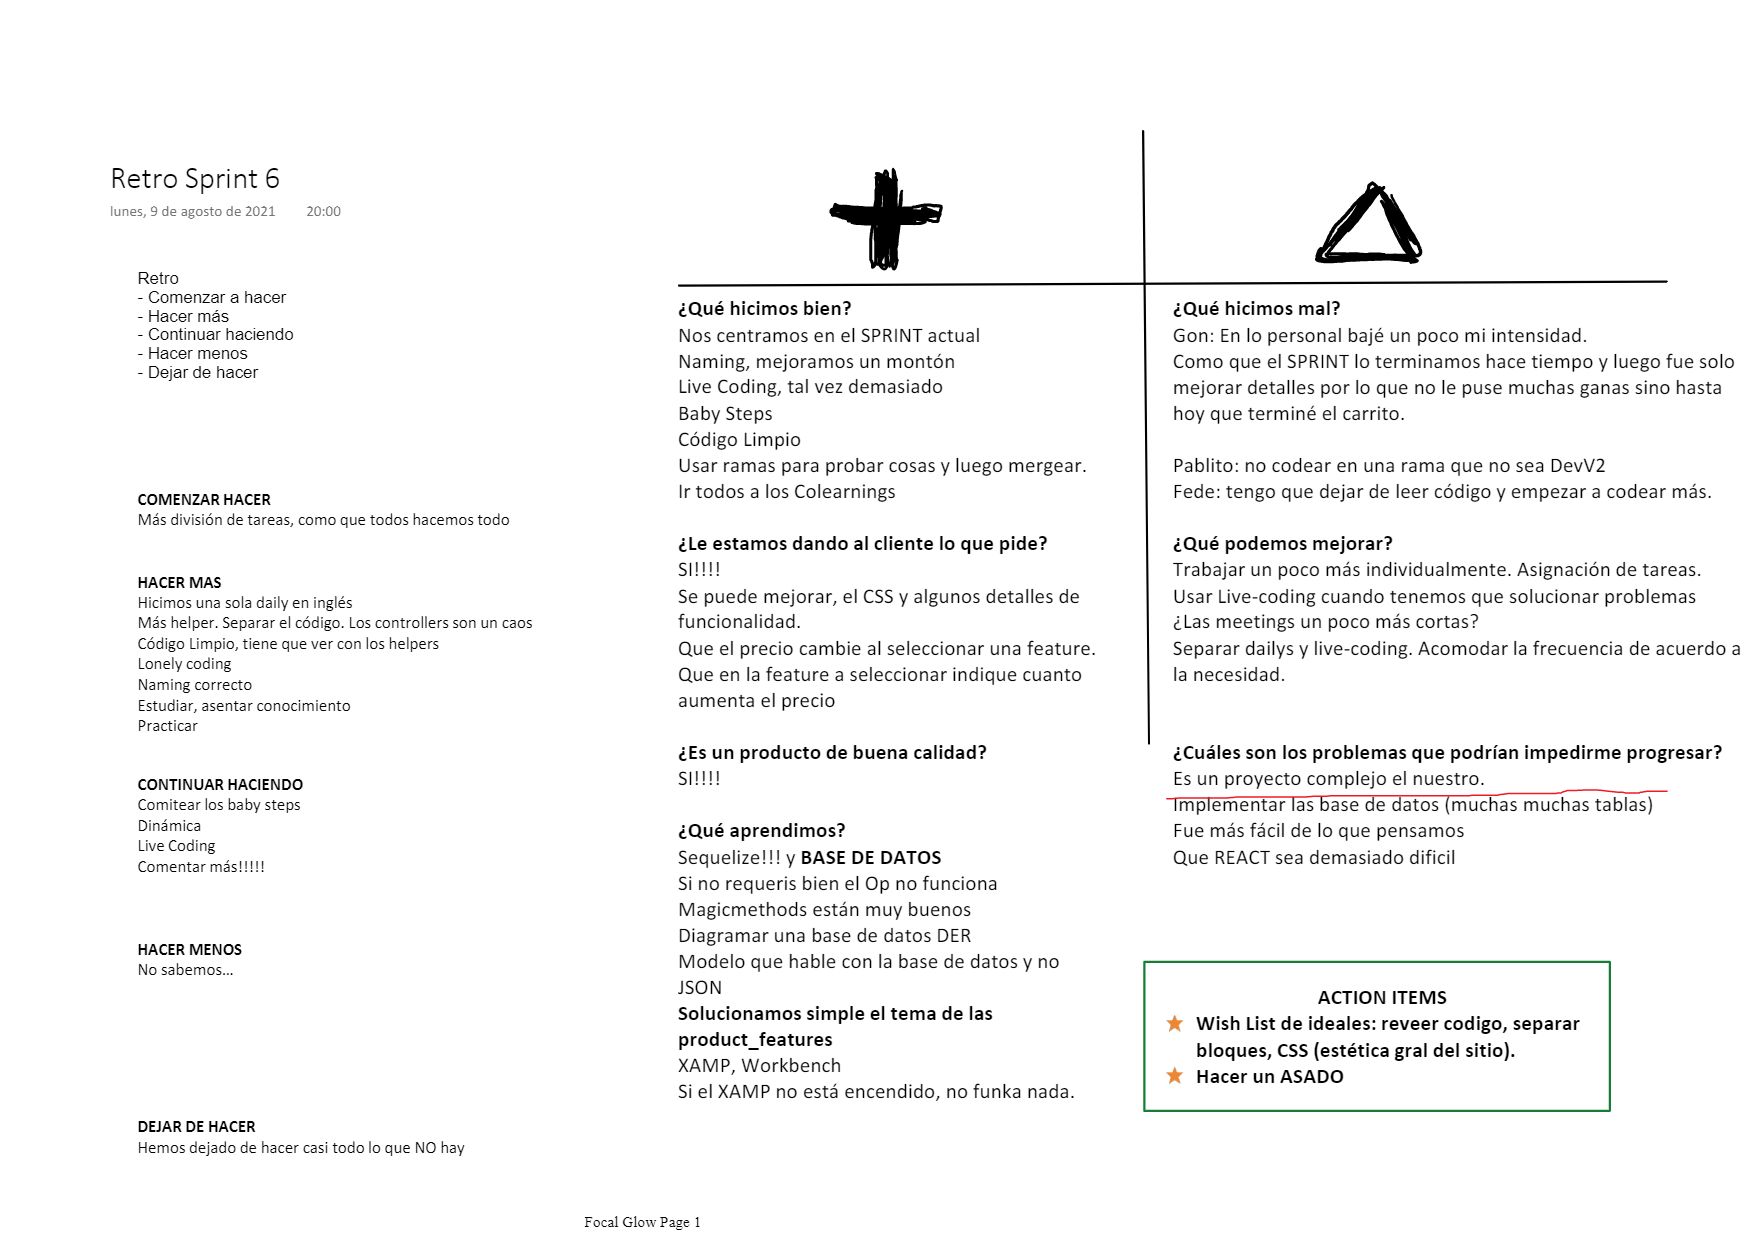 Retro Sprint 6
lunes, 9 de agosto de 2021 20:00
Retro
- Comenzar a hacer
- Hacer más
- Continuar haciendo
- Hacer menos
- Dejar de hacer
COMENZAR HACER
Más división de tareas, como que todos hacemos todo
HACER MAS
Hicimos una sola daily en inglés
Más helper. Separar el código. Los controllers son un caos
Código Limpio, tiene que ver con los helpers
Lonely coding
Naming correcto
Estudiar, asentar conocimiento
Practicar
CONTINUAR HACIENDO
Comitear los baby steps
Dinámica
Live Coding
Comentar más!!!!!
HACER MENOS
No sabemos...
DEJAR DE HACER
Hemos dejado de hacer casi todo lo que NO hay
¿Qué hicimos bien?
Nos centramos en el SPRINT actual
Naming, mejoramos un montón
Live Coding, tal vez demasiado
Baby Steps
Código Limpio
Usar ramas para probar cosas y luego mergear.
Ir todos a los Colearnings
¿Le estamos dando al cliente lo que pide?
SI!!!!
Se puede mejorar, el CSS y algunos detalles de
funcionalidad.
Que el precio cambie al seleccionar una feature.
Que en la feature a seleccionar indique cuanto
aumenta el precio
¿Es un producto de buena calidad?
SI!!!!
¿Qué aprendimos?
Sequelize!!! y BASE DE DATOS
Si no requeris bien el Op no funciona
Magicmethods están muy buenos
Diagramar una base de datos DER
Modelo que hable con la base de datos y no
JSON
Solucionamos simple el tema de las
product_features
XAMP, Workbench
Si el XAMP no está encendido, no funka nada.
¿Qué hicimos mal?
Gon: En lo personal bajé un poco mi intensidad.
Como que el SPRINT lo terminamos hace tiempo y luego fue solo
mejorar detalles por lo que no le puse muchas ganas sino hasta
hoy que terminé el carrito.
Pablito: no codear en una rama que no sea DevV2
Fede: tengo que dejar de leer código y empezar a codear más.
¿Qué podemos mejorar?
Trabajar un poco más individualmente. Asignación de tareas.
Usar Live-coding cuando tenemos que solucionar problemas
¿Las meetings un poco más cortas?
Separar dailys y live-coding. Acomodar la frecuencia de acuerdo a
la necesidad.
¿Cuáles son los problemas que podrían impedirme progresar?
Es un proyecto complejo el nuestro.
Implementar las base de datos (muchas muchas tablas)
Fue más fácil de lo que pensamos
Que REACT sea demasiado dificil
ACTION ITEMS
Wish List de ideales: reveer codigo, separar
bloques, CSS (estética gral del sitio).
Hacer un ASADO
Focal Glow Page 1